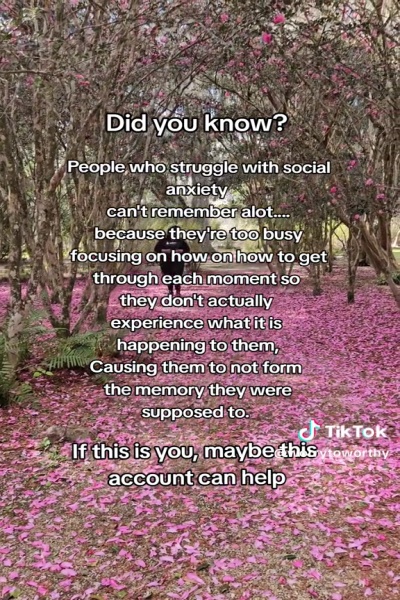 Did you know?
People who struggle with social
anxiety
can't remember alot....
because they're too busy
focusing on how on how to get
through each moment so
they don't actually
experience what it is
happening to them,
Causing them to not form
the memory they were
supposed to.
TikTok
If this is you, maybe this
account can help